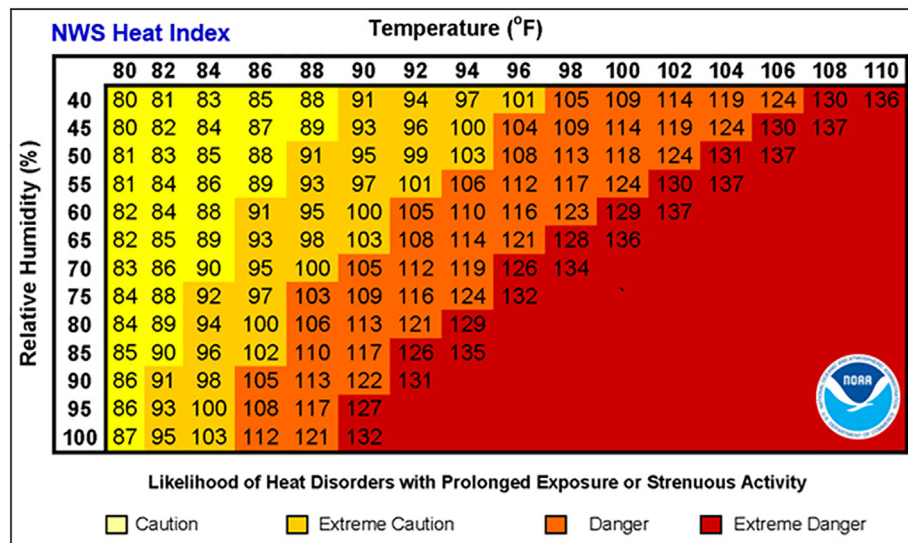 NWS Heat Index
Temperature (°F)
80 82 84 86 88 90 92 94 96 98 100 102 104 106 108 110
Relative Humidity (%)
40 80 81 83 85 88 91 94 97 101 105 109 114 119 124 130 136
45 80 82 84 87 89 93 96 100 104 109 114 119 124 130 137
50 81 83 85 88 91 95 99 103 108 113 118 124 131 137
55 81 84 86 89 93 97 101 106 112 117 124 130 137
60 82 84 88 91 95 100 105 110 116 123 129 137
65 82 85 89 93 98 103 108 114 121 128 136
70 83 86 90 95 100 105 112 119 126 134
75 84 88 92 97 103 109 116 124 132
80 84 89 94 100 106 113 121 129
85 85 90 96 102 110 117 126 135
90 86 91 98 105 113 122 131
95 86 93 100 108 117 127
100 87 95 103 112 121 132
NOAA
Likelihood of Heat Disorders with Prolonged Exposure or Strenuous Activity
Caution Extreme Caution Danger Extreme Danger